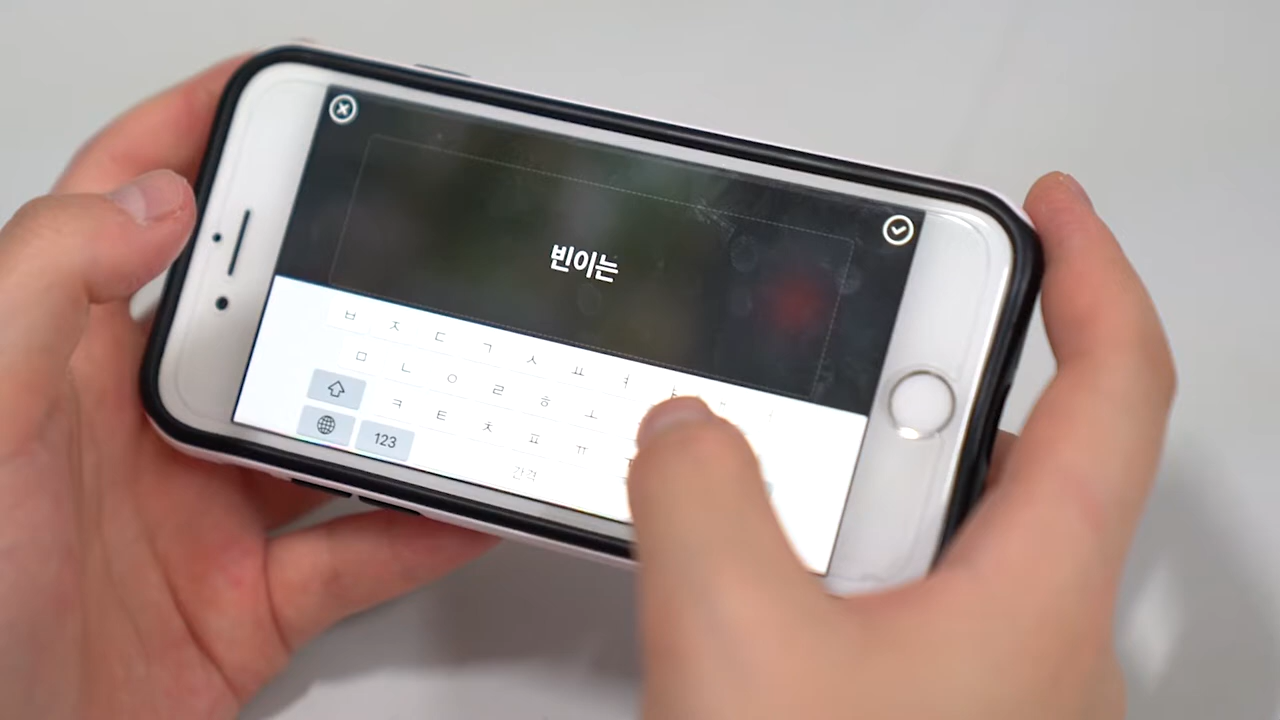 빈이는
ㅂ ㅈ ㄷ ㄱ ㅅ ㅛ ㅕ ㅑ
ㅁ ㄴ ㅇ ㄹ ㅎ ㅗ
ㅋ ㅌ ㅊ ㅍ ㅠ
123 간격